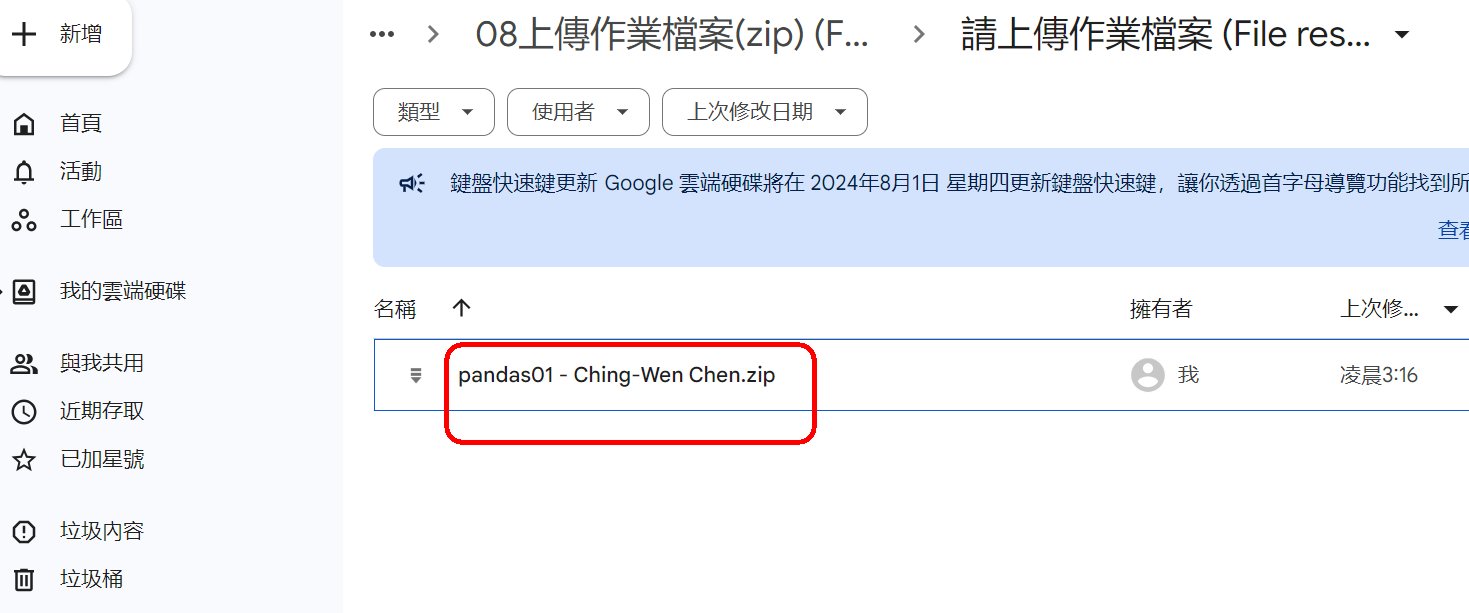 新增
08上傳作業檔案(zip) (F...
請上傳作業檔案 (File res...
首頁
活動
工作區
我的雲端硬碟
與我共用
近期存取
已加星號
垃圾內容
垃圾桶
類型
使用者
上次修改日期
鍵盤快速鍵更新 Google 雲端硬碟將在 2024年8月1日 星期四更新鍵盤快速鍵，讓你透過首字母導覽功能找到所
查看
名稱
擁有者
上次修...
pandas01 - Ching-Wen Chen.zip
我
凌晨3:16